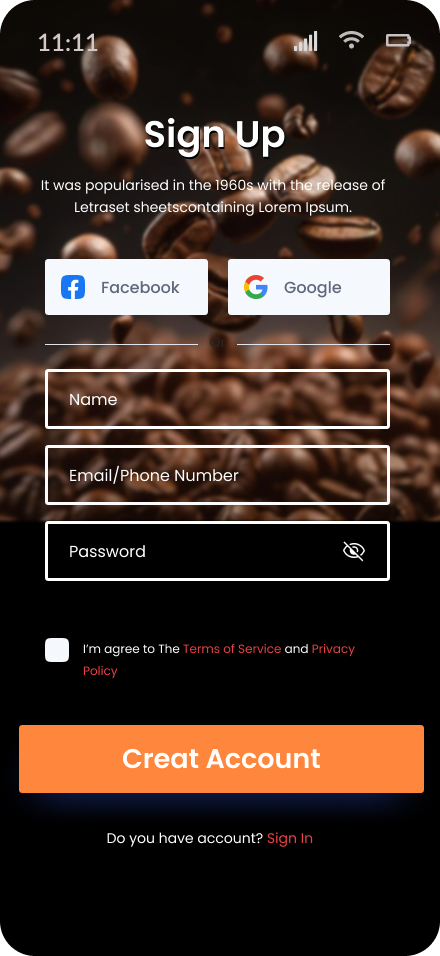 11:11
Sign Up
It was popularised in the 1960s with the release of
Letraset sheetscontaining Lorem Ipsum.
Facebook
Google
Or
Name
Email/Phone Number
Password
I'm agree to The Terms of Service and Privacy
Policy
Creat Account
Do you have account? Sign In